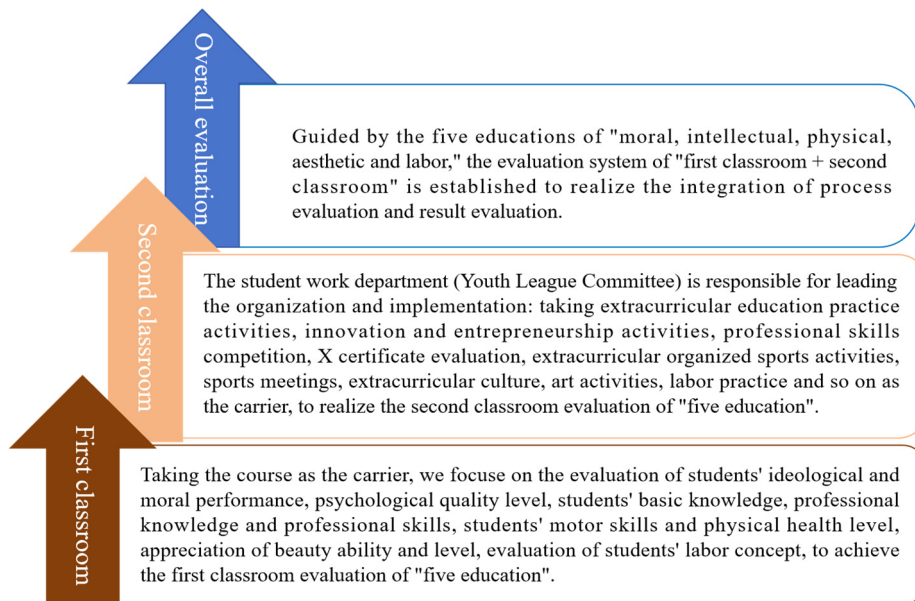 Overall evaluation
Guided by the five educations of "moral, intellectual, physical,
aesthetic and labor," the evaluation system of "first classroom + second
classroom" is established to realize the integration of process
evaluation and result evaluation.
Second classroom
The student work department (Youth League Committee) is responsible for leading
the organization and implementation: taking extracurricular education practice
activities, innovation and entrepreneurship activities, professional skills
competition, X certificate evaluation, extracurricular organized sports activities,
sports meetings, extracurricular culture, art activities, labor practice and so on as
the carrier, to realize the second classroom evaluation of "five education".
First classroom
Taking the course as the carrier, we focus on the evaluation of students' ideological and
moral performance, psychological quality level, students' basic knowledge, professional
knowledge and professional skills, students' motor skills and physical health level,
appreciation of beauty ability and level, evaluation of students' labor concept, to achieve
the first classroom evaluation of "five education".